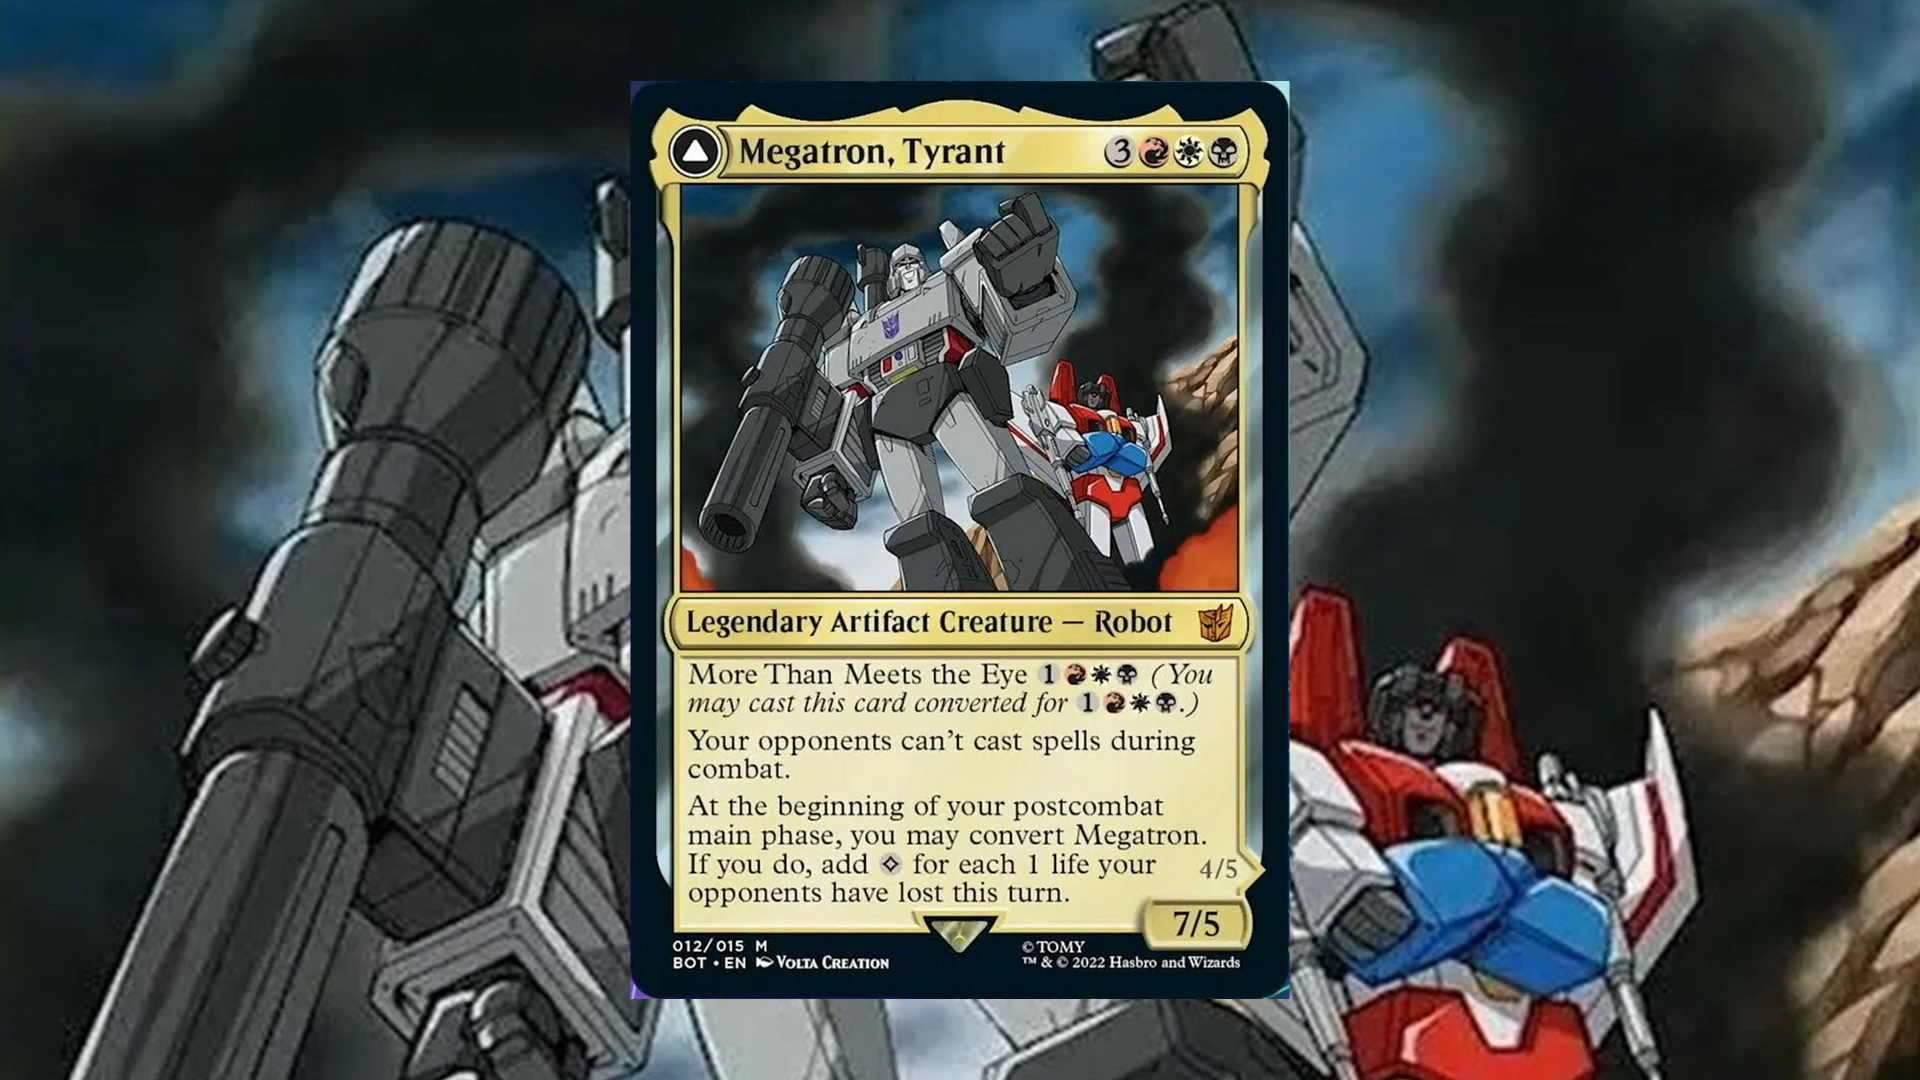 Megatron, Tyrant 3
Legendary Artifact Creature — Robot
More Than Meets the Eye 1 (You
may cast this card converted for 1 .)
Your opponents can't cast spells during
combat.
At the beginning of your postcombat
main phase, you may convert Megatron.
If you do, add for each 1 life your
opponents have lost this turn.
4/5
7/5
012/015 M
BOT • EN Volta Creation
© TOMY
™ & © 2022 Hasbro and Wizards